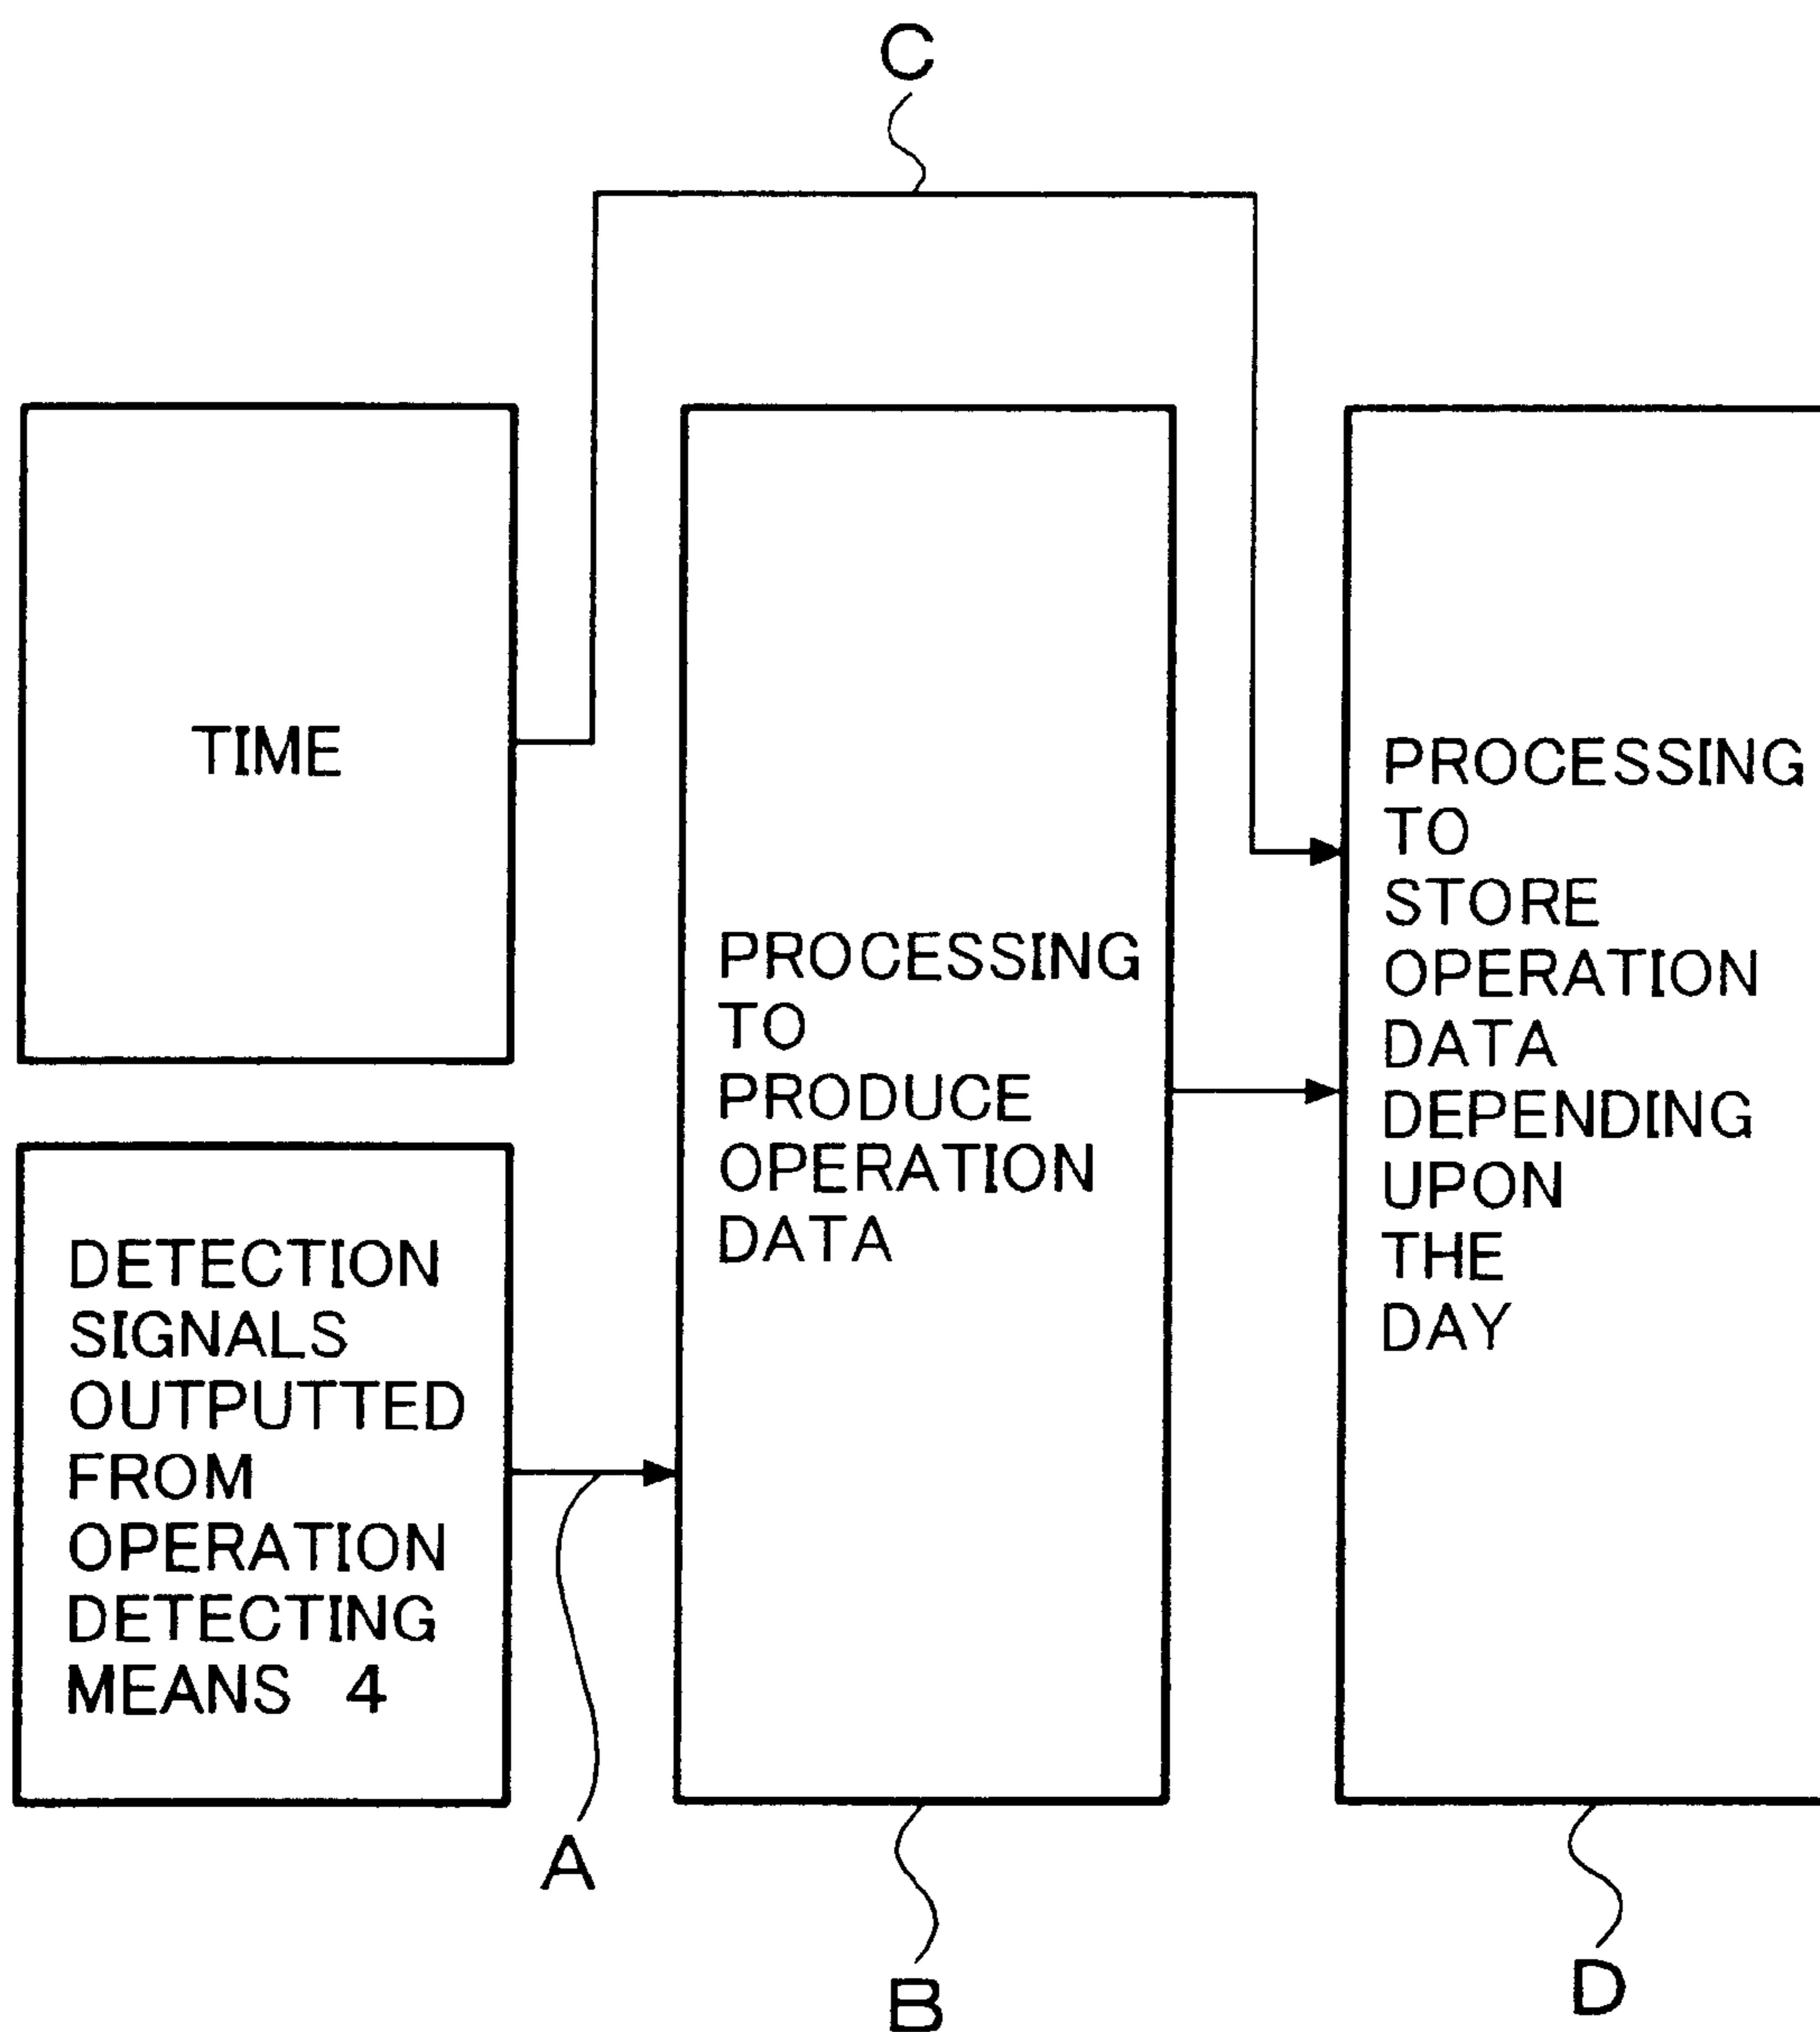 C
TIME
DETECTION
SIGNALS
OUTPUTTED
FROM
OPERATION
DETECTING
MEANS 4
A
PROCESSING
TO
PRODUCE
OPERATION
DATA
B
PROCESSING
TO
STORE
OPERATION
DATA
DEPENDING
UPON
THE
DAY
D